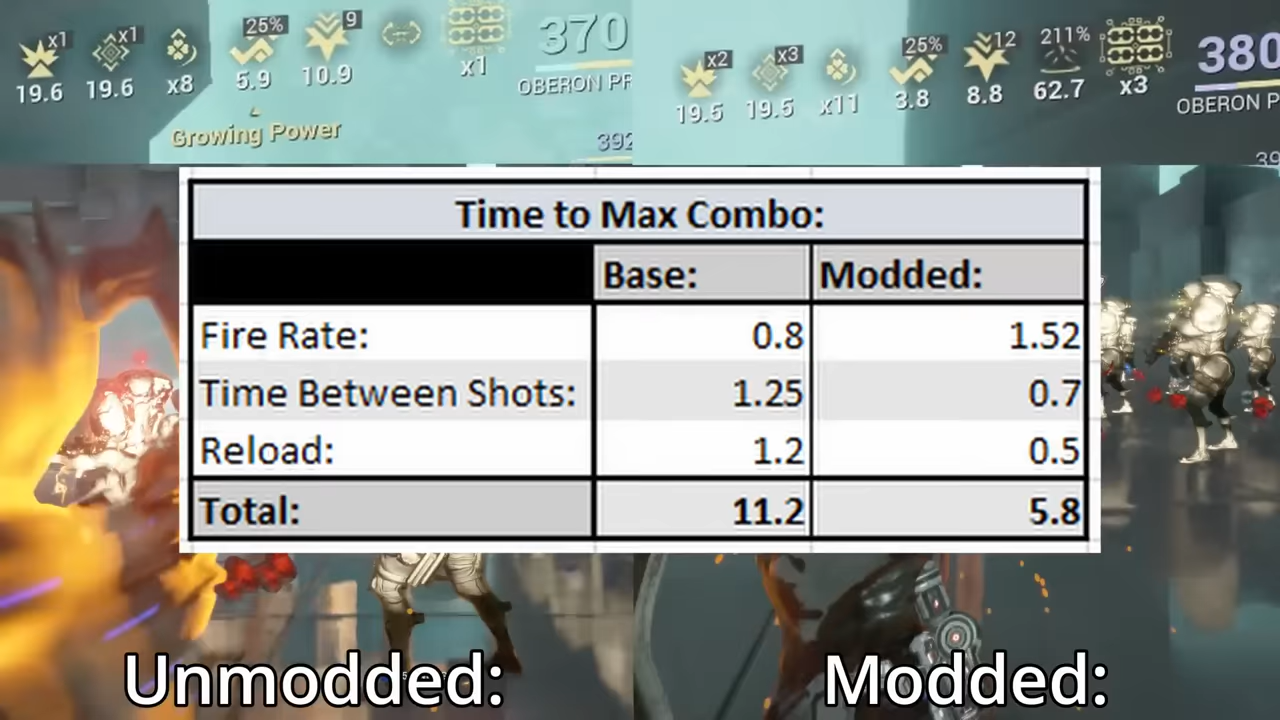 x1 x1 25% 9
19.6 19.6 x8 5.9 10.9 x1 370
OBERON PR
Growing Power
392
x2 x3 25% 12 211%
19.5 19.5 x11 3.8 8.8 62.7 x3 380
OBERON P
39
Time to Max Combo:
Base: Modded:
Fire Rate: 0.8 1.52
Time Between Shots: 1.25 0.7
Reload: 1.2 0.5
Total: 11.2 5.8
Unmodded: Modded: